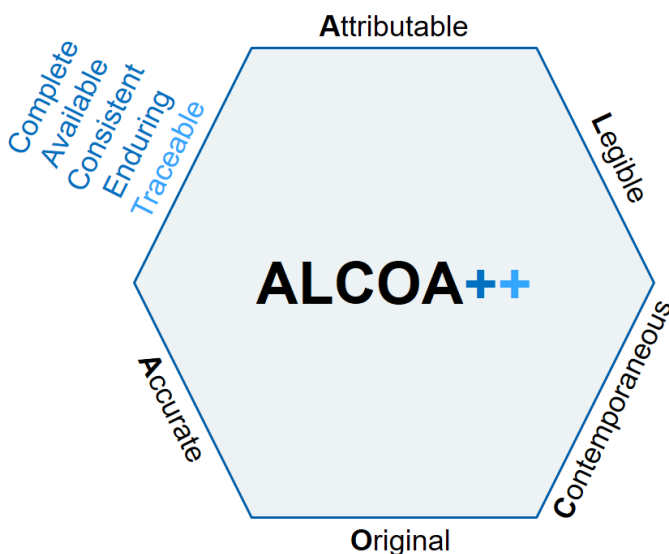 Attributable
Legible
Contemporaneous
Original
Accurate
Complete
Available
Consistent
Enduring
Traceable
ALCOA++